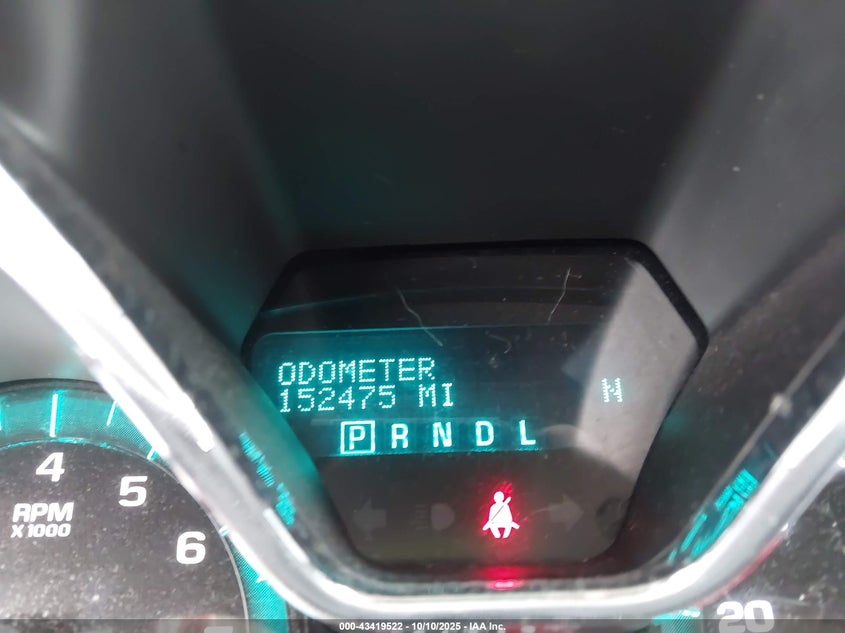 ODOMETER
152475 MI
N
P R N D L
4
5
6
RPM
X1000
20
000-43419522 - 10/10/2025 - IAA Inc.